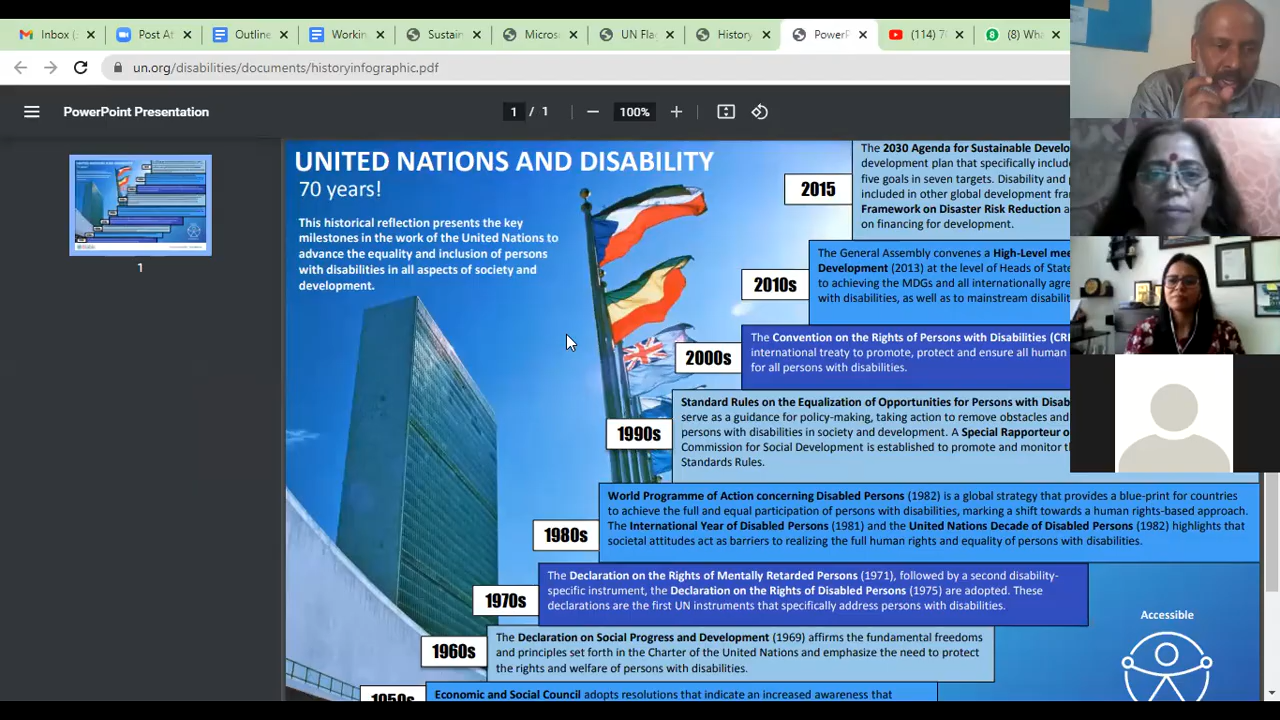 Inbox (
Post At
Outline
Workin
Sustain
Micros
UN Fla
History
PowerP
(114) 7
(8) Wha
un.org/disabilities/documents/historyinfographic.pdf
PowerPoint Presentation
1 / 1
100%
1
UNITED NATIONS AND DISABILITY
70 years!
This historical reflection presents the key
milestones in the work of the United Nations to
advance the equality and inclusion of persons
with disabilities in all aspects of society and
development.
2015
The 2030 Agenda for Sustainable Develo
development plan that specifically include
five goals in seven targets. Disability and
included in other global development fra
Framework on Disaster Risk Reduction a
on financing for development.
2010s
The General Assembly convenes a High-Level mee
Development (2013) at the level of Heads of State
to achieving the MDGs and all internationally agre
with disabilities, as well as to mainstream disabilit
2000s
The Convention on the Rights of Persons with Disabilities (CR
international treaty to promote, protect and ensure all human
for all persons with disabilities.
1990s
Standard Rules on the Equalization of Opportunities for Persons with Disab
serve as a guidance for policy-making, taking action to remove obstacles and
persons with disabilities in society and development. A Special Rapporteur o
Commission for Social Development is established to promote and monitor t
Standards Rules.
1980s
World Programme of Action concerning Disabled Persons (1982) is a global strategy that provides a blue-print for countries
to achieve the full and equal participation of persons with disabilities, marking a shift towards a human rights-based approach.
The International Year of Disabled Persons (1981) and the United Nations Decade of Disabled Persons (1982) highlights that
societal attitudes act as barriers to realizing the full human rights and equality of persons with disabilities.
1970s
The Declaration on the Rights of Mentally Retarded Persons (1971), followed by a second disability-
specific instrument, the Declaration on the Rights of Disabled Persons (1975) are adopted. These
declarations are the first UN instruments that specifically address persons with disabilities.
1960s
The Declaration on Social Progress and Development (1969) affirms the fundamental freedoms
and principles set forth in the Charter of the United Nations and emphasize the need to protect
the rights and welfare of persons with disabilities.
1950s
Economic and Social Council adopts resolutions that indicate an increased awareness that
Accessible